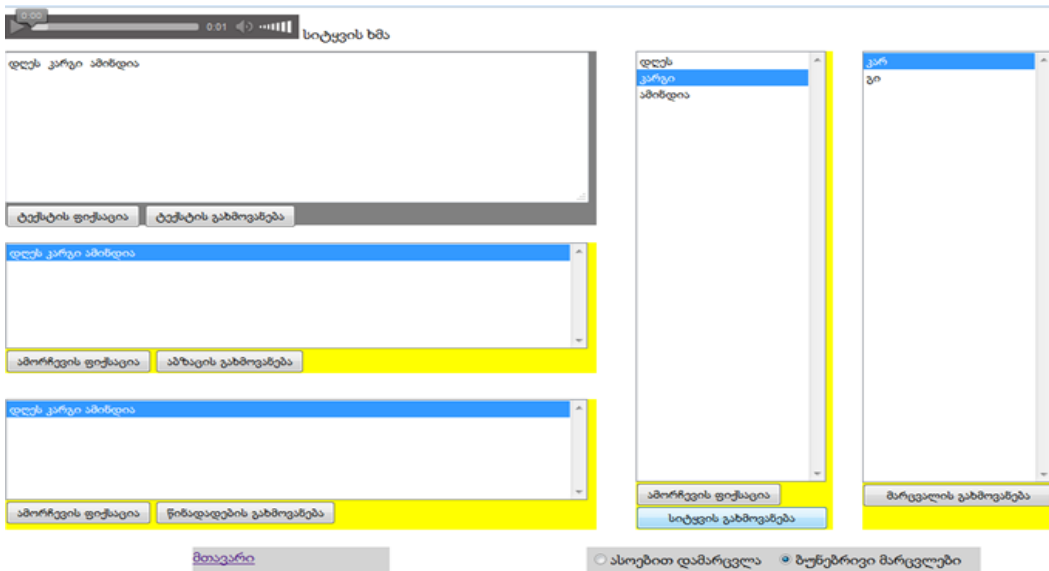 0:00
0:01 სიტყვის ხმა
დღეს კარგი ამინდია
ტექსტის ფიქსაცია ტექსტის გახმოვანება
დღეს კარგი ამინდია
ამორჩევის ფიქსაცია აბზაცის გახმოვანება
დღეს კარგი ამინდია
ამორჩევის ფიქსაცია წინადადების გახმოვანება
დღეს
კარგი
ამინდია
ამორჩევის ფიქსაცია
სიტყვის გახმოვანება
კარ
გი
მარცვალის გახმოვანება
მთავარი
ასოებით დამარცვლა ბუნებრივი მარცვლები